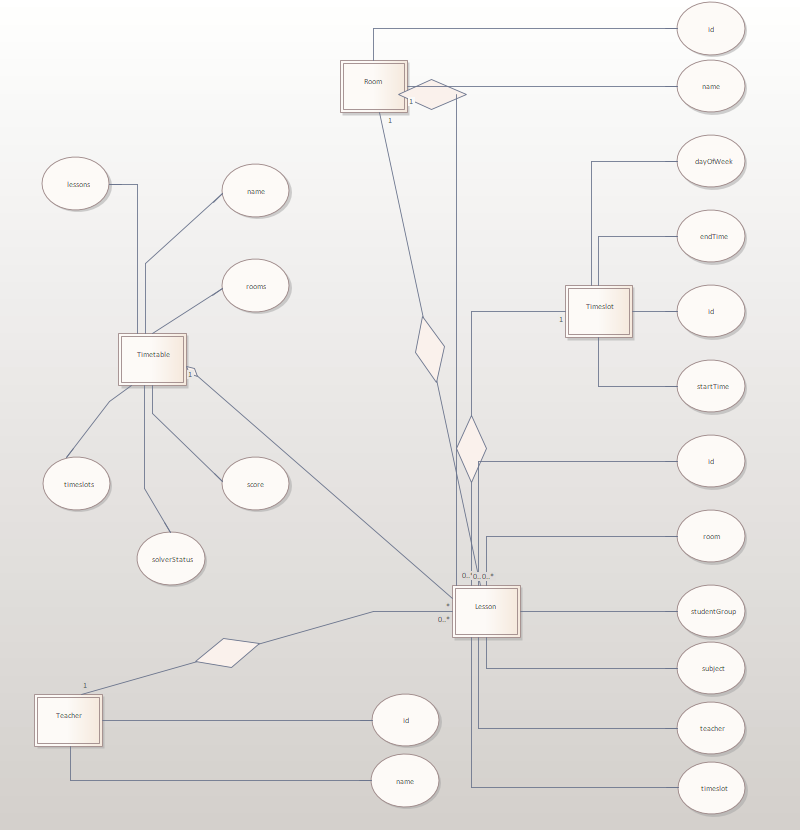 id
Room
name
1
1
dayOfWeek
lessons
name
endTime
rooms
Timeslot
id
1
Timetable
1
startTime
id
timeslots
score
room
solverStatus
0..*
0..
0..*
*
Lesson
studentGroup
0..*
subject
1
Teacher
id
teacher
name
timeslot